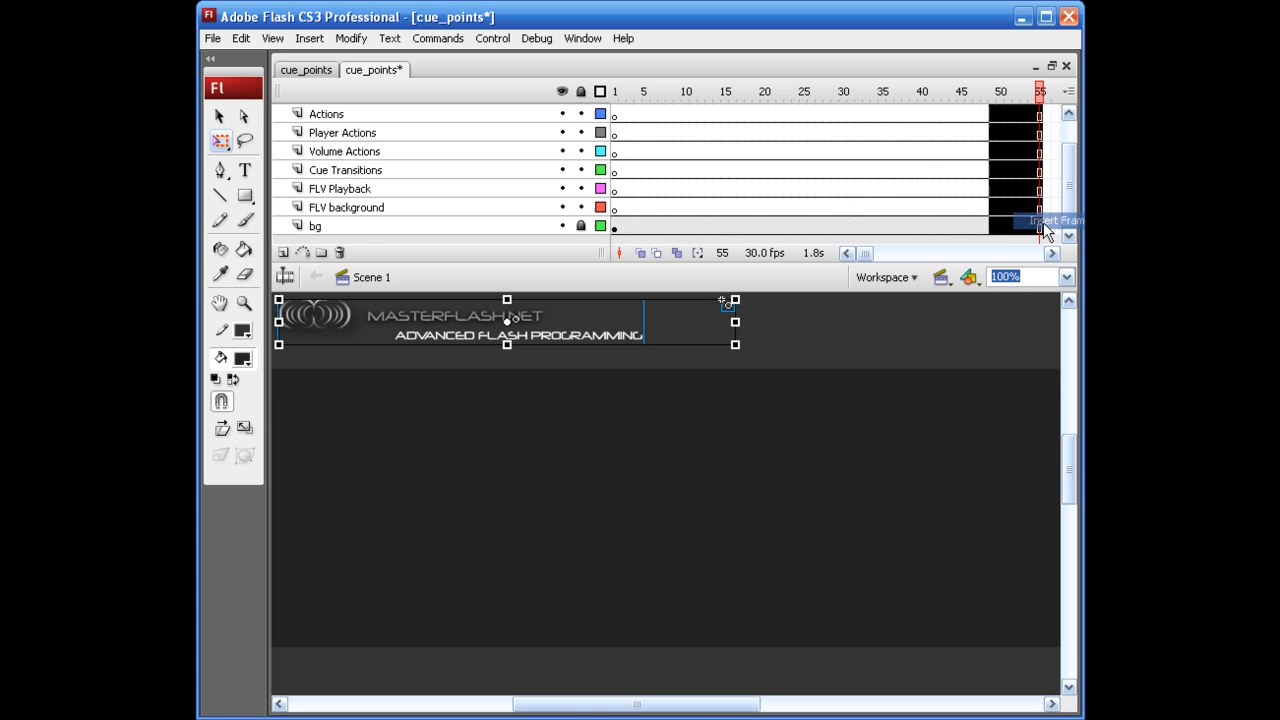 Adobe Flash CS3 Professional - [cue_points*]
File Edit View Insert Modify Text Commands Control Debug Window Help
cue_points cue_points*
Fl
1 5 10 15 20 25 30 35 40 45 50 55
Actions
Player Actions
Volume Actions
Cue Transitions
FLV Playback
FLV background
Insert Fram
bg
55 30.0 fps 1.8s
Scene 1 Workspace 100%
MASTERFLASH.NET
ADVANCED FLASH PROGRAMMING